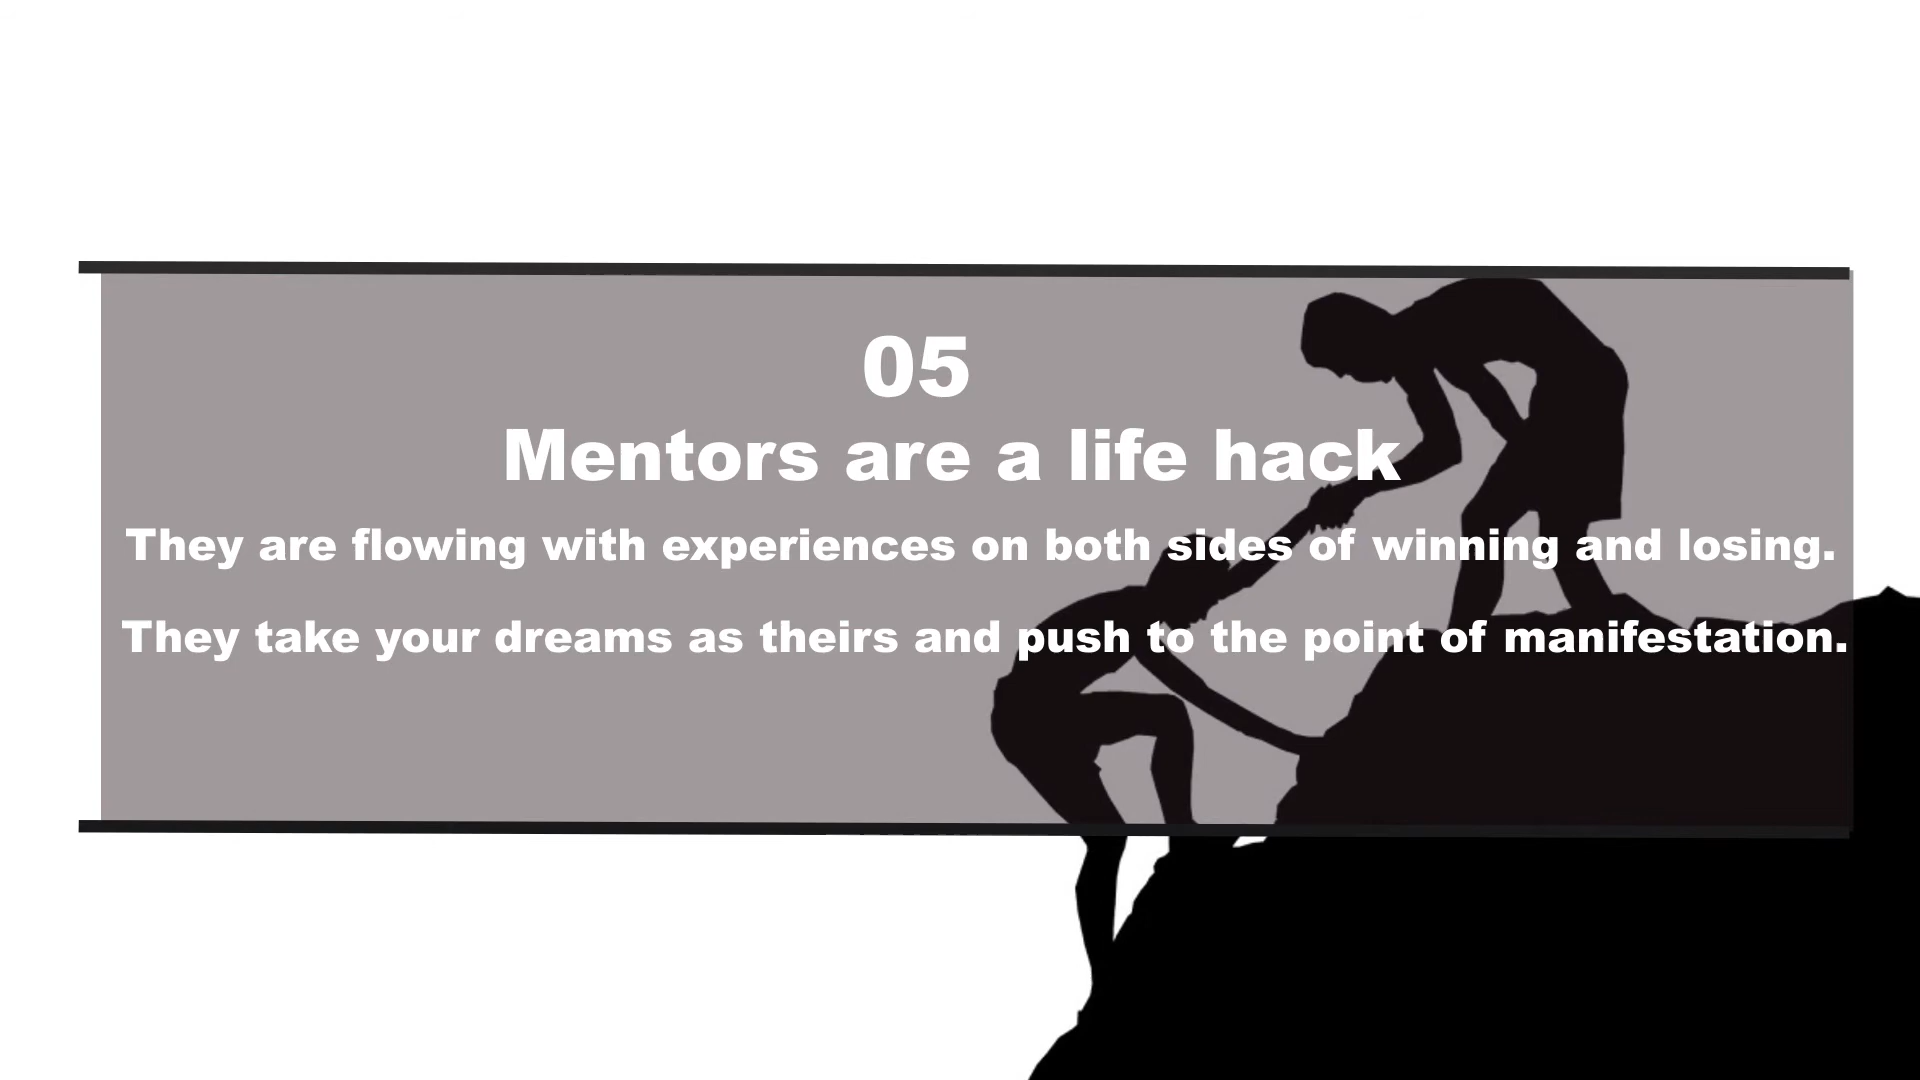 05
Mentors are a life hack
They are flowing with experiences on both sides of winning and losing.
They take your dreams as theirs and push to the point of manifestation.